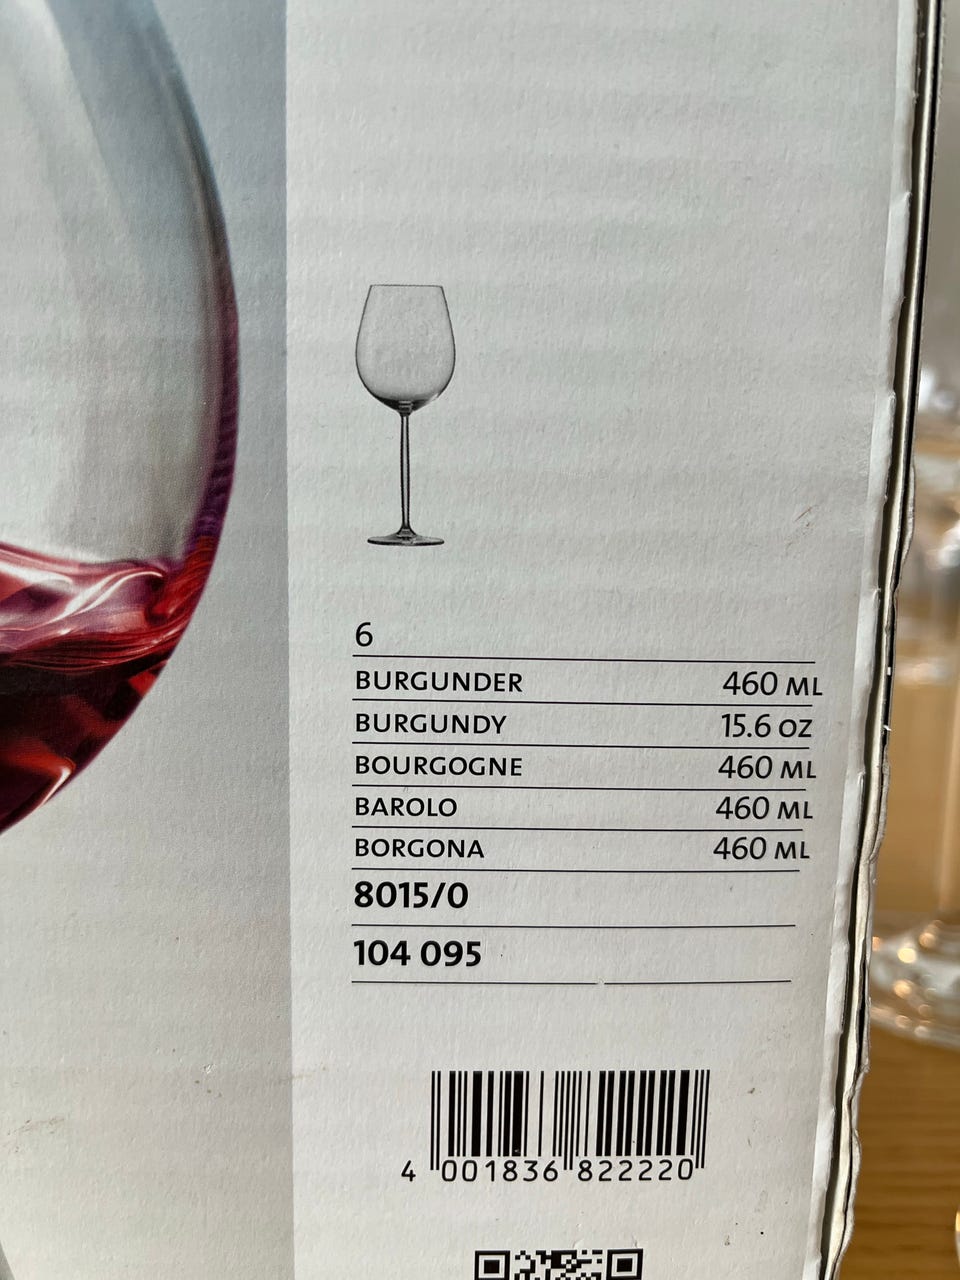 6
BURGUNDER 460 ML
BURGUNDY 15.6 OZ
BOURGOGNE 460 ML
BAROLO 460 ML
BORGONA 460 ML
8015/0
104 095
4 001836 822220